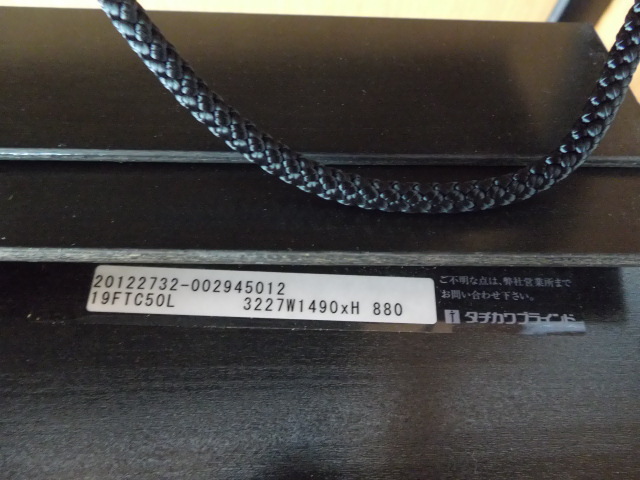 20122732-002945012
19FTC50L 3227W1490xH 880
ご不明な点は、弊社営業所まで
お問い合わせ下さい。
タチカワブラインド